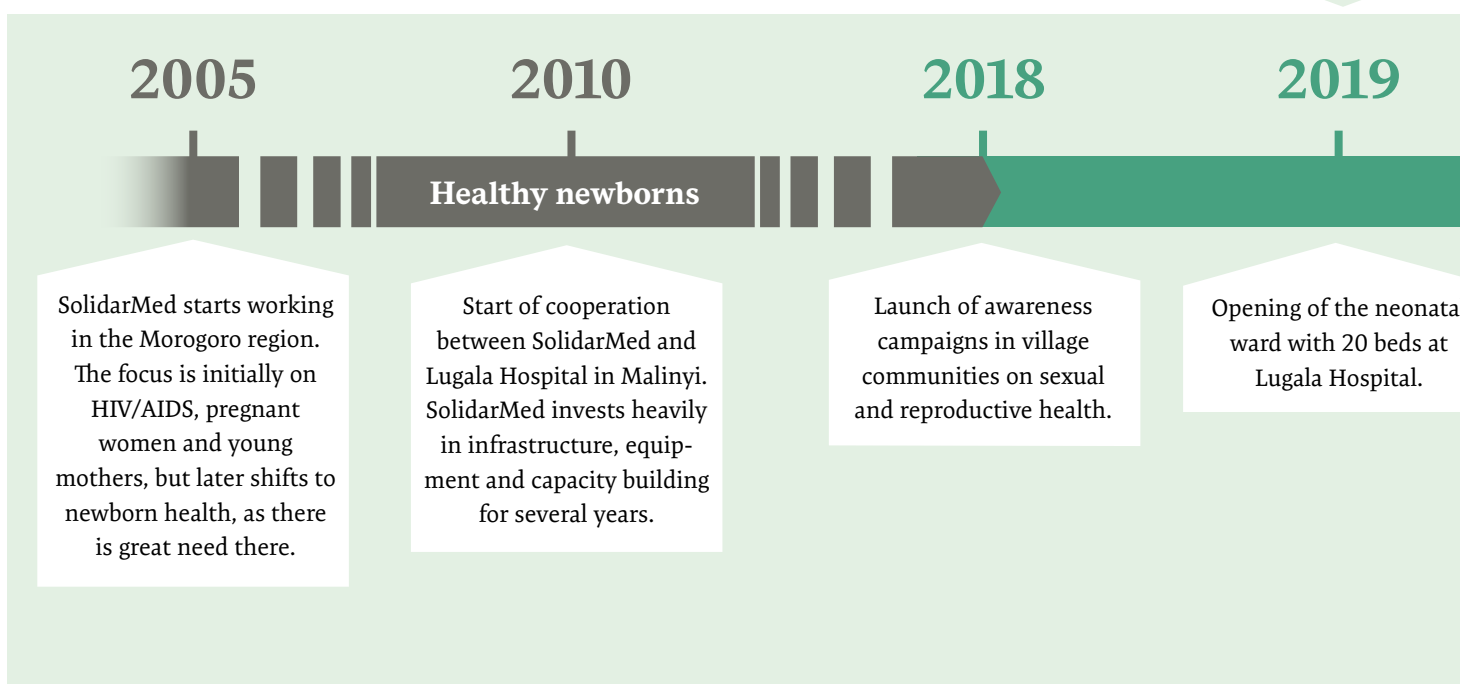 2005
2010
2018
2019
Healthy newborns
SolidarMed starts working
in the Morogoro region.
The focus is initially on
HIV/AIDS, pregnant
women and young
mothers, but later shifts to
newborn health, as there
is great need there.
Start of cooperation
between SolidarMed and
Lugala Hospital in Malinyi.
SolidarMed invests heavily
in infrastructure, equip-
ment and capacity building
for several years.
Launch of awareness
campaigns in village
communities on sexual
and reproductive health.
Opening of the neonata
ward with 20 beds at
Lugala Hospital.